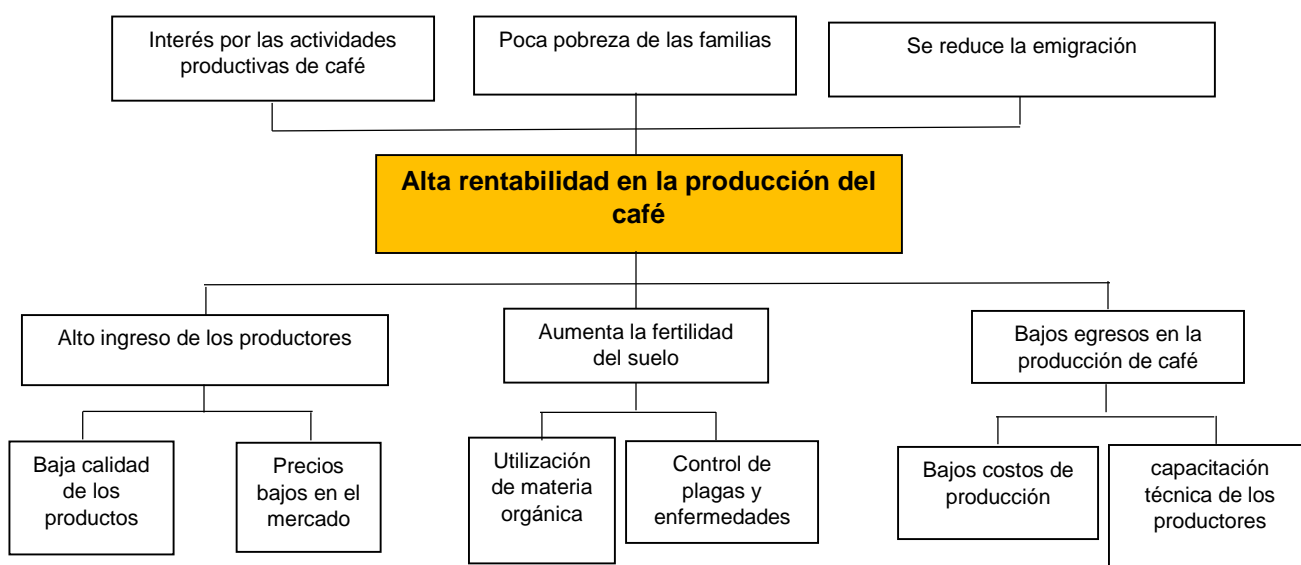 Interés por las actividades
productivas de café
Poca pobreza de las familias
Se reduce la emigración
Alta rentabilidad en la producción del
café
Alto ingreso de los productores
Aumenta la fertilidad
del suelo
Bajos egresos en la
producción de café
Baja calidad
de los
productos
Precios
bajos en el
mercado
Utilización
de materia
orgánica
Control de
plagas y
enfermedades
Bajos costos de
producción
capacitación
técnica de los
productores